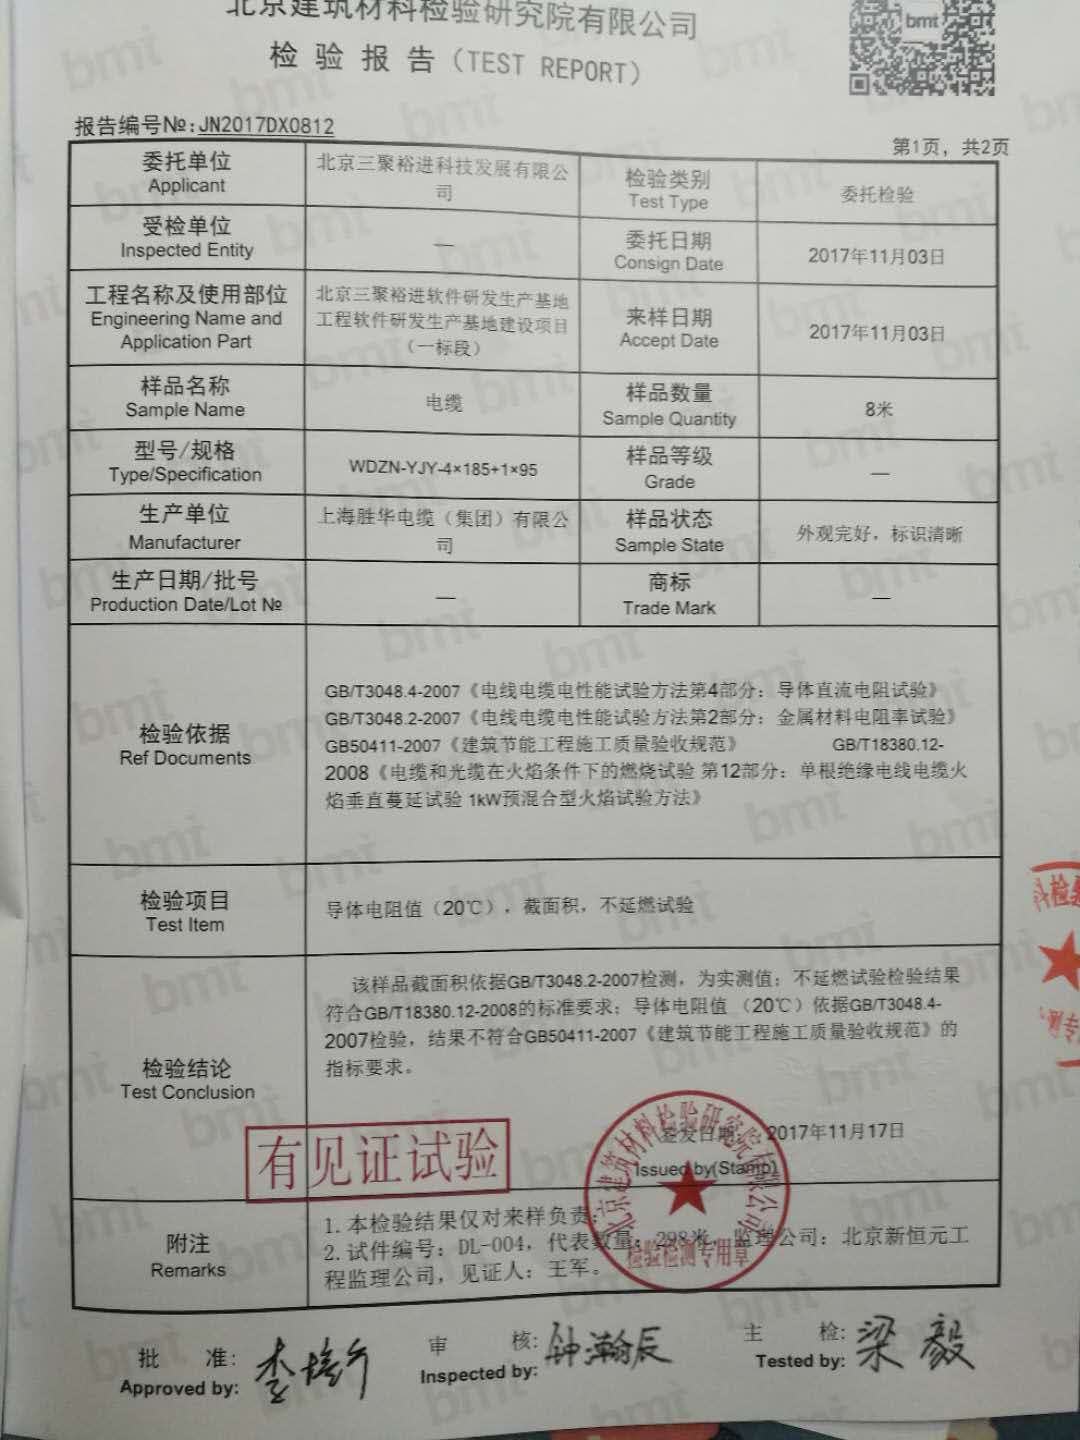 北京建筑材料检验研究院有限公司
检 验 报 告（TEST REPORT）
bmt
报告编号№:JN2017DX0812
第1页，共2页
委托单位
Applicant
北京三聚裕进科技发展有限公
司
检验类别
Test Type
委托检验
受检单位
Inspected Entity
—
委托日期
Consign Date
2017年11月03日
工程名称及使用部位
Engineering Name and
Application Part
北京三聚裕进软件研发生产基地
工程软件研发生产基地建设项目
（一标段）
来样日期
Accept Date
2017年11月03日
样品名称
Sample Name
电缆
样品数量
Sample Quantity
8米
型号/规格
Type/Specification
WDZN-YJY-4×185+1×95
样品等级
Grade
—
生产单位
Manufacturer
上海胜华电缆（集团）有限公
司
样品状态
Sample State
外观完好，标识清晰
生产日期/批号
Production Date/Lot №
—
商标
Trade Mark
—
检验依据
Ref Documents
GB/T3048.4-2007《电线电缆电性能试验方法第4部分：导体直流电阻试验》
GB/T3048.2-2007《电线电缆电性能试验方法第2部分：金属材料电阻率试验》
GB50411-2007《建筑节能工程施工质量验收规范》 GB/T18380.12-
2008《电缆和光缆在火焰条件下的燃烧试验 第12部分：单根绝缘电线电缆火
焰垂直蔓延试验 1kW预混合型火焰试验方法》
检验项目
Test Item
导体电阻值（20℃），截面积，不延燃试验
检验结论
Test Conclusion
该样品截面积依据GB/T3048.2-2007检测，为实测值；不延燃试验检验结果
符合GB/T18380.12-2008的标准要求；导体电阻值 （20℃）依据GB/T3048.4-
2007检验，结果不符合GB50411-2007《建筑节能工程施工质量验收规范》的
指标要求。
有见证试验
签发日期： 2017年11月17日
Issued by(Stamp)
北京建筑材料检验研究院有限公司
检验检测专用章
附注
Remarks
1. 本检验结果仅对来样负责。
2. 试件编号：DL-004，代表数量：298米，监理公司：北京新恒元工
程监理公司，见证人：王军。
批 准:
Approved by:
审 核:
Inspected by:
钟瀚辰
主 检:
Tested by:
梁毅